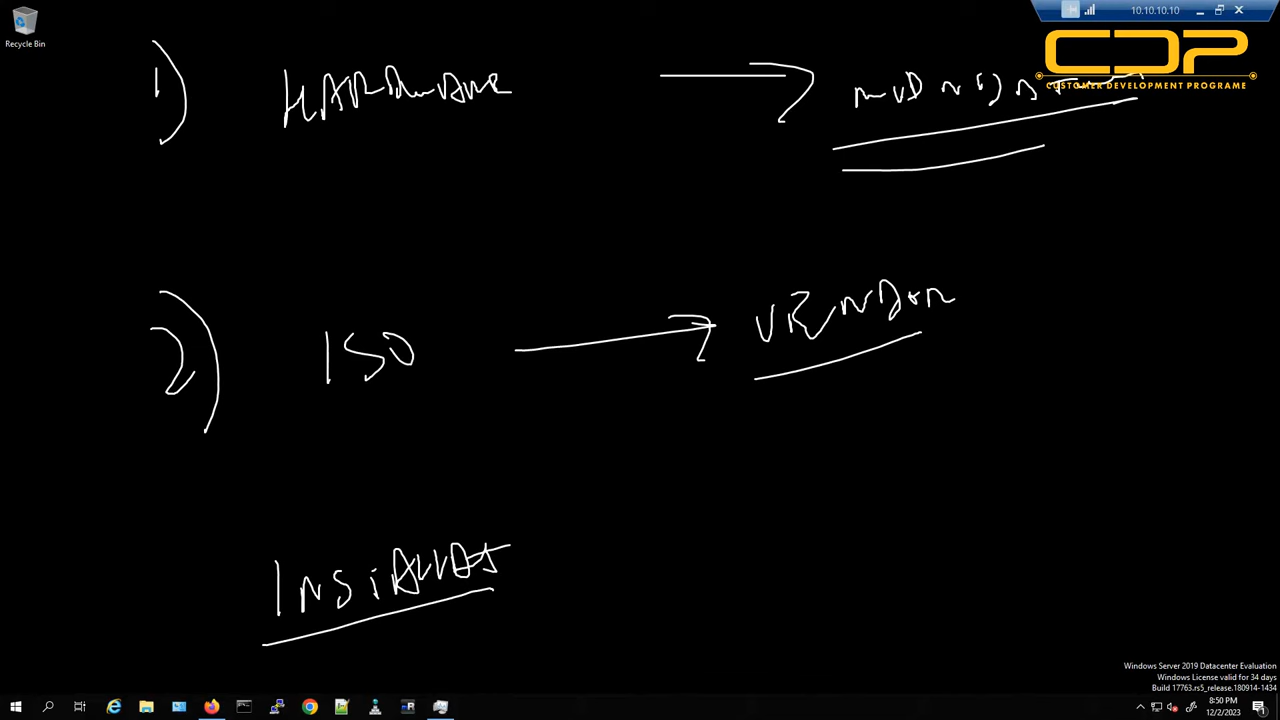 10.10.10.10
CDP
CUSTOMER DEVELOPMENT PROGRAME
Recycle Bin
1) HARDWARE
2) ISO → VENDOR
Windows Server 2019 Datacenter Evaluation
Windows License valid for 34 days
Build 17763.rs5_release.180914-1434
8:50 PM
12/2/2023